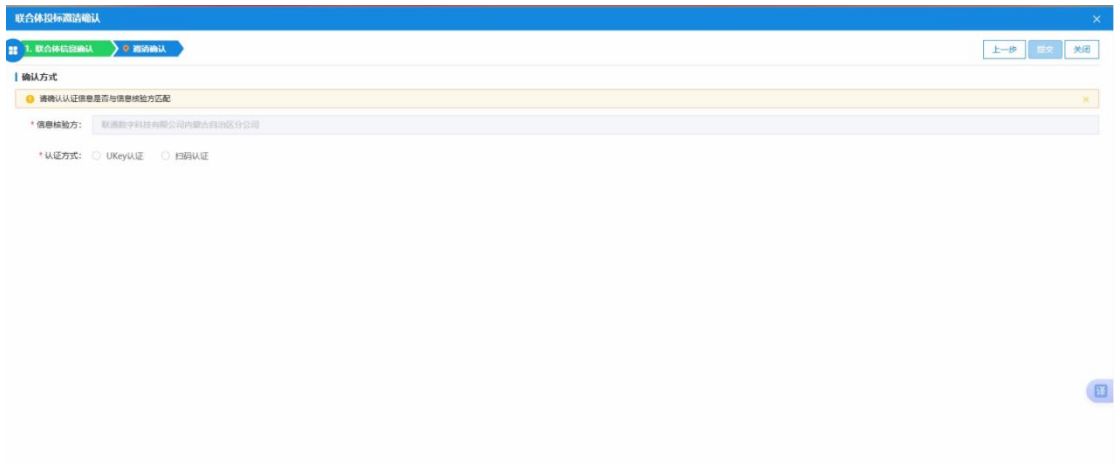 联合体投标邀请确认
1. 联合体信息确认 邀请确认 上一步 提交 关闭
确认方式
请确认认证信息是否与信息核验方匹配
* 信息核验方： 联通数字科技有限公司内蒙古自治区分公司
* 认证方式： UKey认证 扫码认证
译